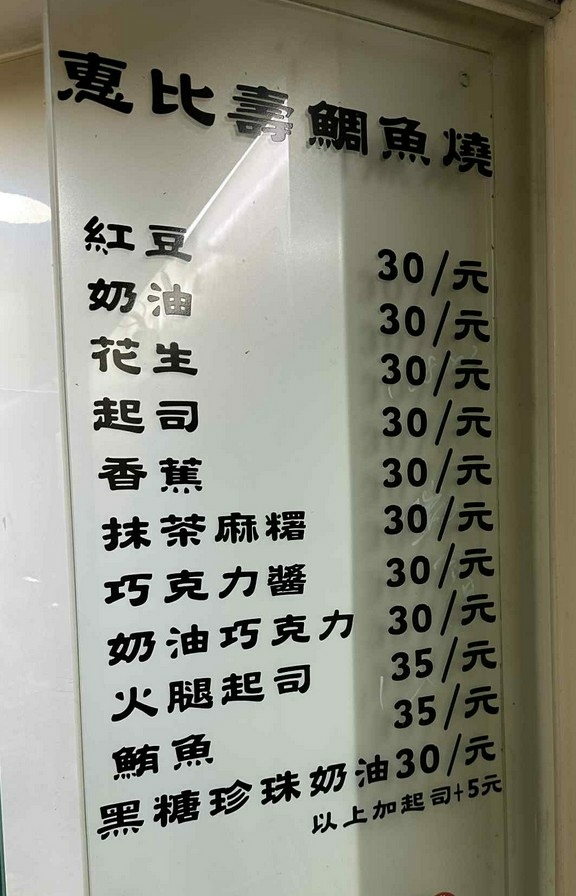 惠比壽鯛魚燒
紅豆 30/元
奶油 30/元
花生 30/元
起司 30/元
香蕉 30/元
抹茶麻糬 30/元
巧克力醬 30/元
奶油巧克力 30/元
火腿起司 35/元
鮪魚 35/元
黑糖珍珠奶油30/元
以上加起司+5元